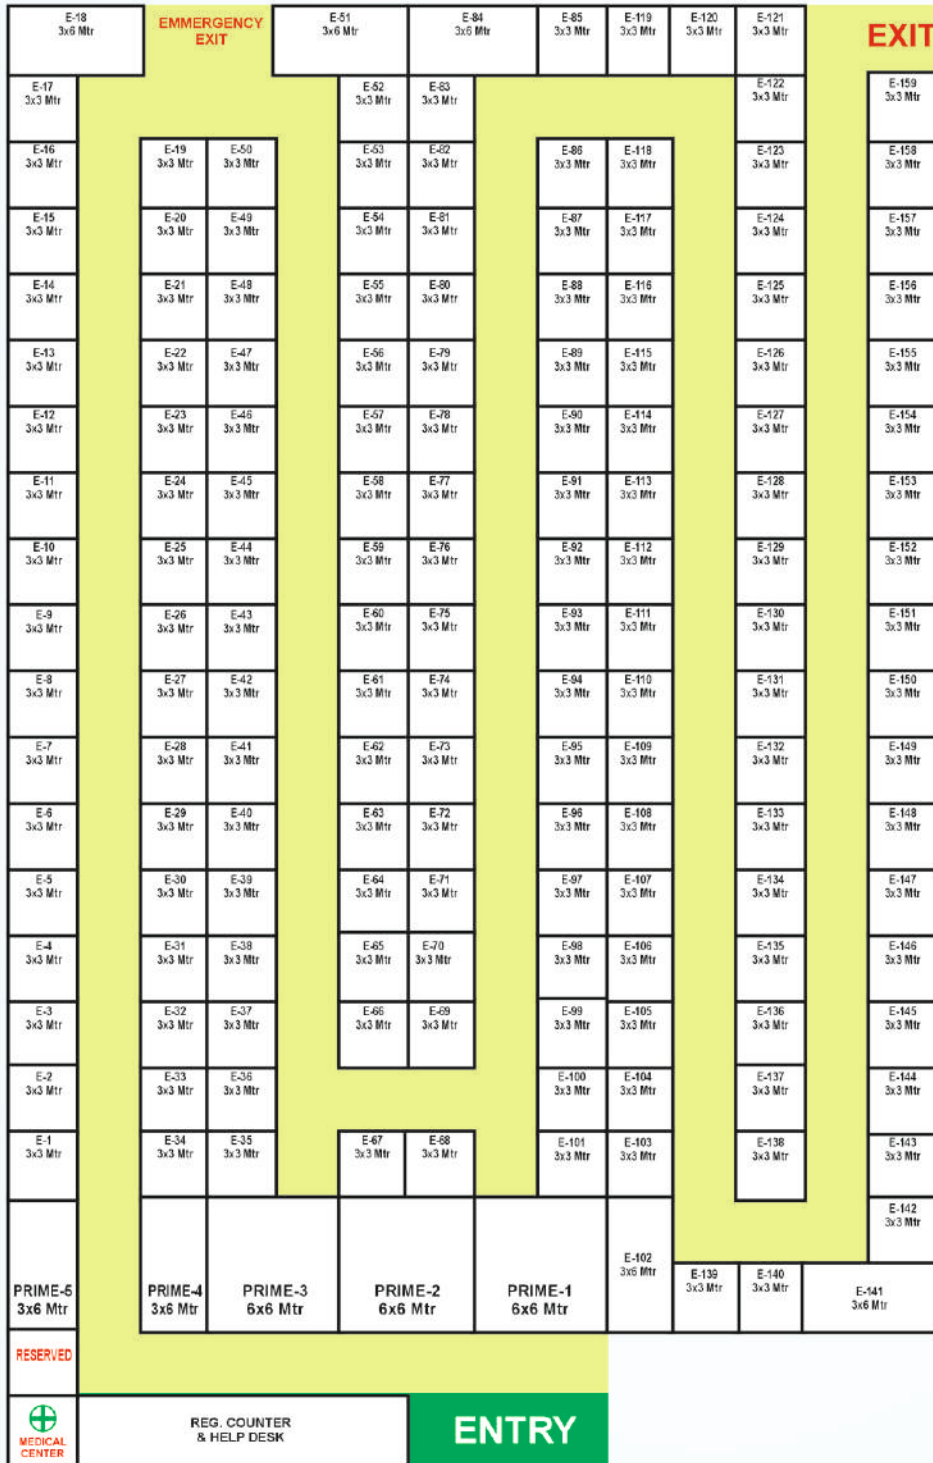 E-18
3x6 Mtr
EMMERGENCY
EXIT
E-51
3x6 Mtr
E-84
3x6 Mtr
E-85
3x3 Mtr
E-119
3x3 Mtr
E-120
3x3 Mtr
E-121
3x3 Mtr
EXIT
E-17
3x3 Mtr
E-52
3x3 Mtr
E-83
3x3 Mtr
E-122
3x3 Mtr
E-159
3x3 Mtr
E-16
3x3 Mtr
E-19
3x3 Mtr
E-50
3x3 Mtr
E-53
3x3 Mtr
E-82
3x3 Mtr
E-86
3x3 Mtr
E-118
3x3 Mtr
E-123
3x3 Mtr
E-158
3x3 Mtr
E-15
3x3 Mtr
E-20
3x3 Mtr
E-49
3x3 Mtr
E-54
3x3 Mtr
E-81
3x3 Mtr
E-87
3x3 Mtr
E-117
3x3 Mtr
E-124
3x3 Mtr
E-157
3x3 Mtr
E-14
3x3 Mtr
E-21
3x3 Mtr
E-48
3x3 Mtr
E-55
3x3 Mtr
E-80
3x3 Mtr
E-88
3x3 Mtr
E-116
3x3 Mtr
E-125
3x3 Mtr
E-156
3x3 Mtr
E-13
3x3 Mtr
E-22
3x3 Mtr
E-47
3x3 Mtr
E-56
3x3 Mtr
E-79
3x3 Mtr
E-89
3x3 Mtr
E-115
3x3 Mtr
E-126
3x3 Mtr
E-155
3x3 Mtr
E-12
3x3 Mtr
E-23
3x3 Mtr
E-46
3x3 Mtr
E-57
3x3 Mtr
E-78
3x3 Mtr
E-90
3x3 Mtr
E-114
3x3 Mtr
E-127
3x3 Mtr
E-154
3x3 Mtr
E-11
3x3 Mtr
E-24
3x3 Mtr
E-45
3x3 Mtr
E-58
3x3 Mtr
E-77
3x3 Mtr
E-91
3x3 Mtr
E-113
3x3 Mtr
E-128
3x3 Mtr
E-153
3x3 Mtr
E-10
3x3 Mtr
E-25
3x3 Mtr
E-44
3x3 Mtr
E-59
3x3 Mtr
E-76
3x3 Mtr
E-92
3x3 Mtr
E-112
3x3 Mtr
E-129
3x3 Mtr
E-152
3x3 Mtr
E-9
3x3 Mtr
E-26
3x3 Mtr
E-43
3x3 Mtr
E-60
3x3 Mtr
E-75
3x3 Mtr
E-93
3x3 Mtr
E-111
3x3 Mtr
E-130
3x3 Mtr
E-151
3x3 Mtr
E-8
3x3 Mtr
E-27
3x3 Mtr
E-42
3x3 Mtr
E-61
3x3 Mtr
E-74
3x3 Mtr
E-94
3x3 Mtr
E-110
3x3 Mtr
E-131
3x3 Mtr
E-150
3x3 Mtr
E-7
3x3 Mtr
E-28
3x3 Mtr
E-41
3x3 Mtr
E-62
3x3 Mtr
E-73
3x3 Mtr
E-95
3x3 Mtr
E-109
3x3 Mtr
E-132
3x3 Mtr
E-149
3x3 Mtr
E-6
3x3 Mtr
E-29
3x3 Mtr
E-40
3x3 Mtr
E-63
3x3 Mtr
E-72
3x3 Mtr
E-96
3x3 Mtr
E-108
3x3 Mtr
E-133
3x3 Mtr
E-148
3x3 Mtr
E-5
3x3 Mtr
E-30
3x3 Mtr
E-39
3x3 Mtr
E-64
3x3 Mtr
E-71
3x3 Mtr
E-97
3x3 Mtr
E-107
3x3 Mtr
E-134
3x3 Mtr
E-147
3x3 Mtr
E-4
3x3 Mtr
E-31
3x3 Mtr
E-38
3x3 Mtr
E-65
3x3 Mtr
E-70
3x3 Mtr
E-98
3x3 Mtr
E-106
3x3 Mtr
E-135
3x3 Mtr
E-146
3x3 Mtr
E-3
3x3 Mtr
E-32
3x3 Mtr
E-37
3x3 Mtr
E-66
3x3 Mtr
E-69
3x3 Mtr
E-99
3x3 Mtr
E-105
3x3 Mtr
E-136
3x3 Mtr
E-145
3x3 Mtr
E-2
3x3 Mtr
E-33
3x3 Mtr
E-36
3x3 Mtr
E-100
3x3 Mtr
E-104
3x3 Mtr
E-137
3x3 Mtr
E-144
3x3 Mtr
E-1
3x3 Mtr
E-34
3x3 Mtr
E-35
3x3 Mtr
E-67
3x3 Mtr
E-68
3x3 Mtr
E-101
3x3 Mtr
E-103
3x3 Mtr
E-138
3x3 Mtr
E-143
3x3 Mtr
E-142
3x3 Mtr
PRIME-5
3x6 Mtr
PRIME-4
3x6 Mtr
PRIME-3
6x6 Mtr
PRIME-2
6x6 Mtr
PRIME-1
6x6 Mtr
E-102
3x6 Mtr
E-139
3x3 Mtr
E-140
3x3 Mtr
E-141
3x6 Mtr
RESERVED
MEDICAL
CENTER
REG. COUNTER
& HELP DESK
ENTRY